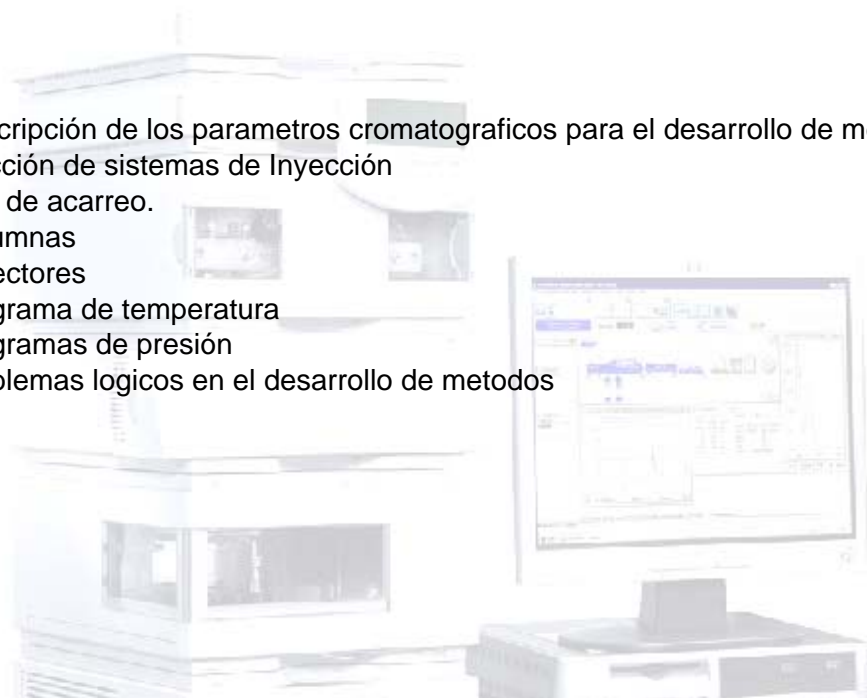 cripción de los parametros cromatograficos para el desarrollo de m
cción de sistemas de Inyección
de acarreo.
umnas
ectores
grama de temperatura
gramas de presión
blemas logicos en el desarrollo de metodos